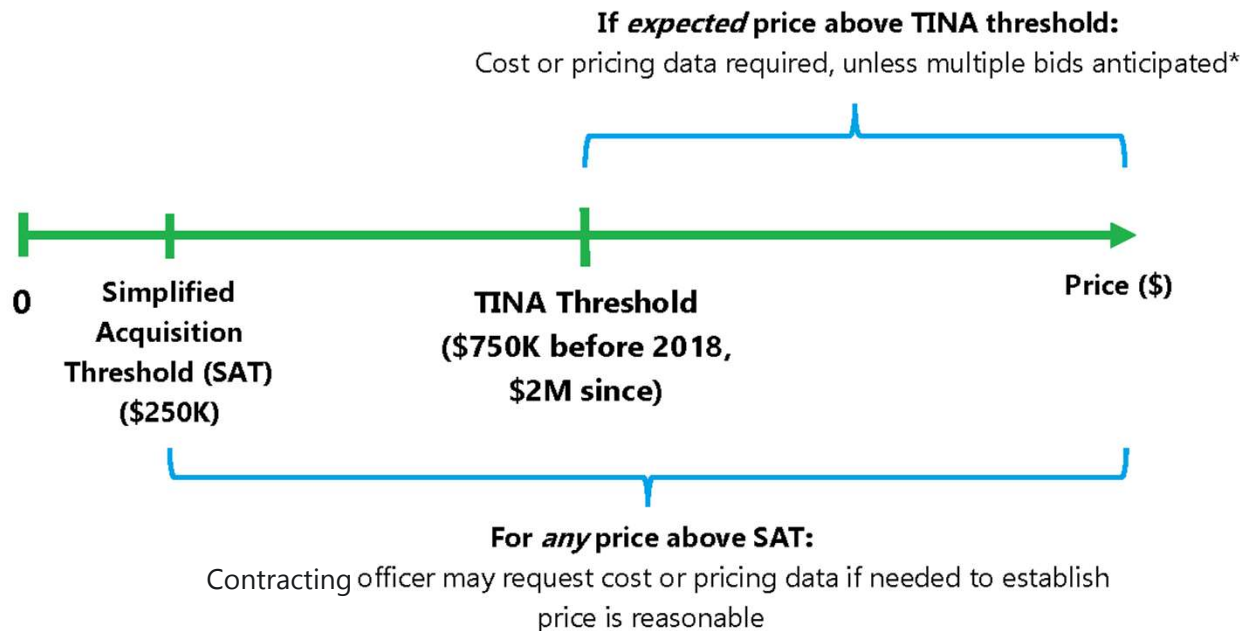 If expected price above TINA threshold:
Cost or pricing data required, unless multiple bids anticipated*
0
Simplified
Acquisition
Threshold (SAT)
($250K)
TINA Threshold
($750K before 2018,
$2M since)
Price ($)
For any price above SAT:
Contracting officer may request cost or pricing data if needed to establish
price is reasonable